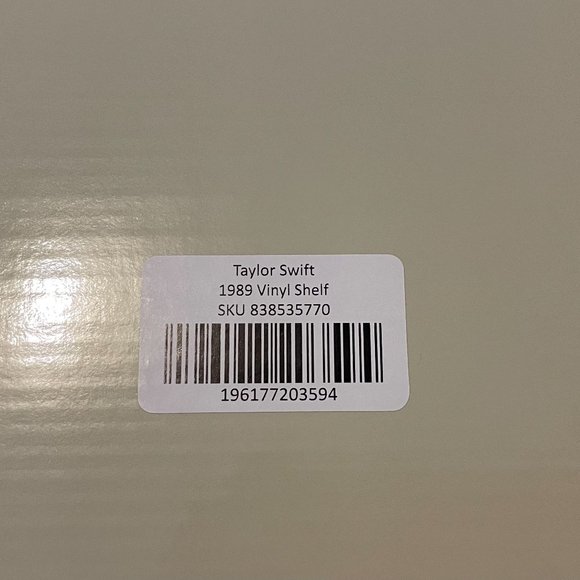 Taylor Swift
1989 Vinyl Shelf
SKU 838535770
196177203594